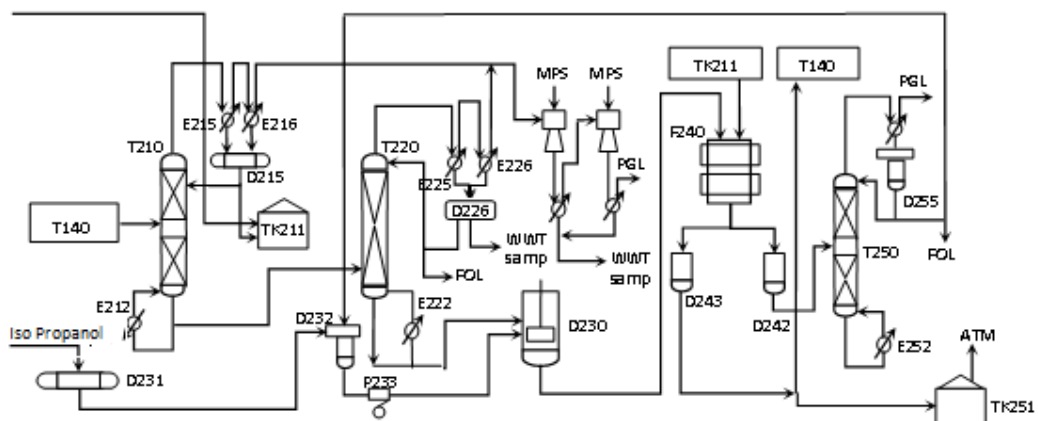 MPS
MPS
TK211
T140
PGL
E215
E216
T210
D215
T220
E225
E226
D226
PGL
F240
D255
T140
TK211
WWT
samp
FOL
WWT
samp
T250
FOL
D243
D242
E212
E222
D232
D230
E252
ATM
Iso Propanol
D231
P233
TK251